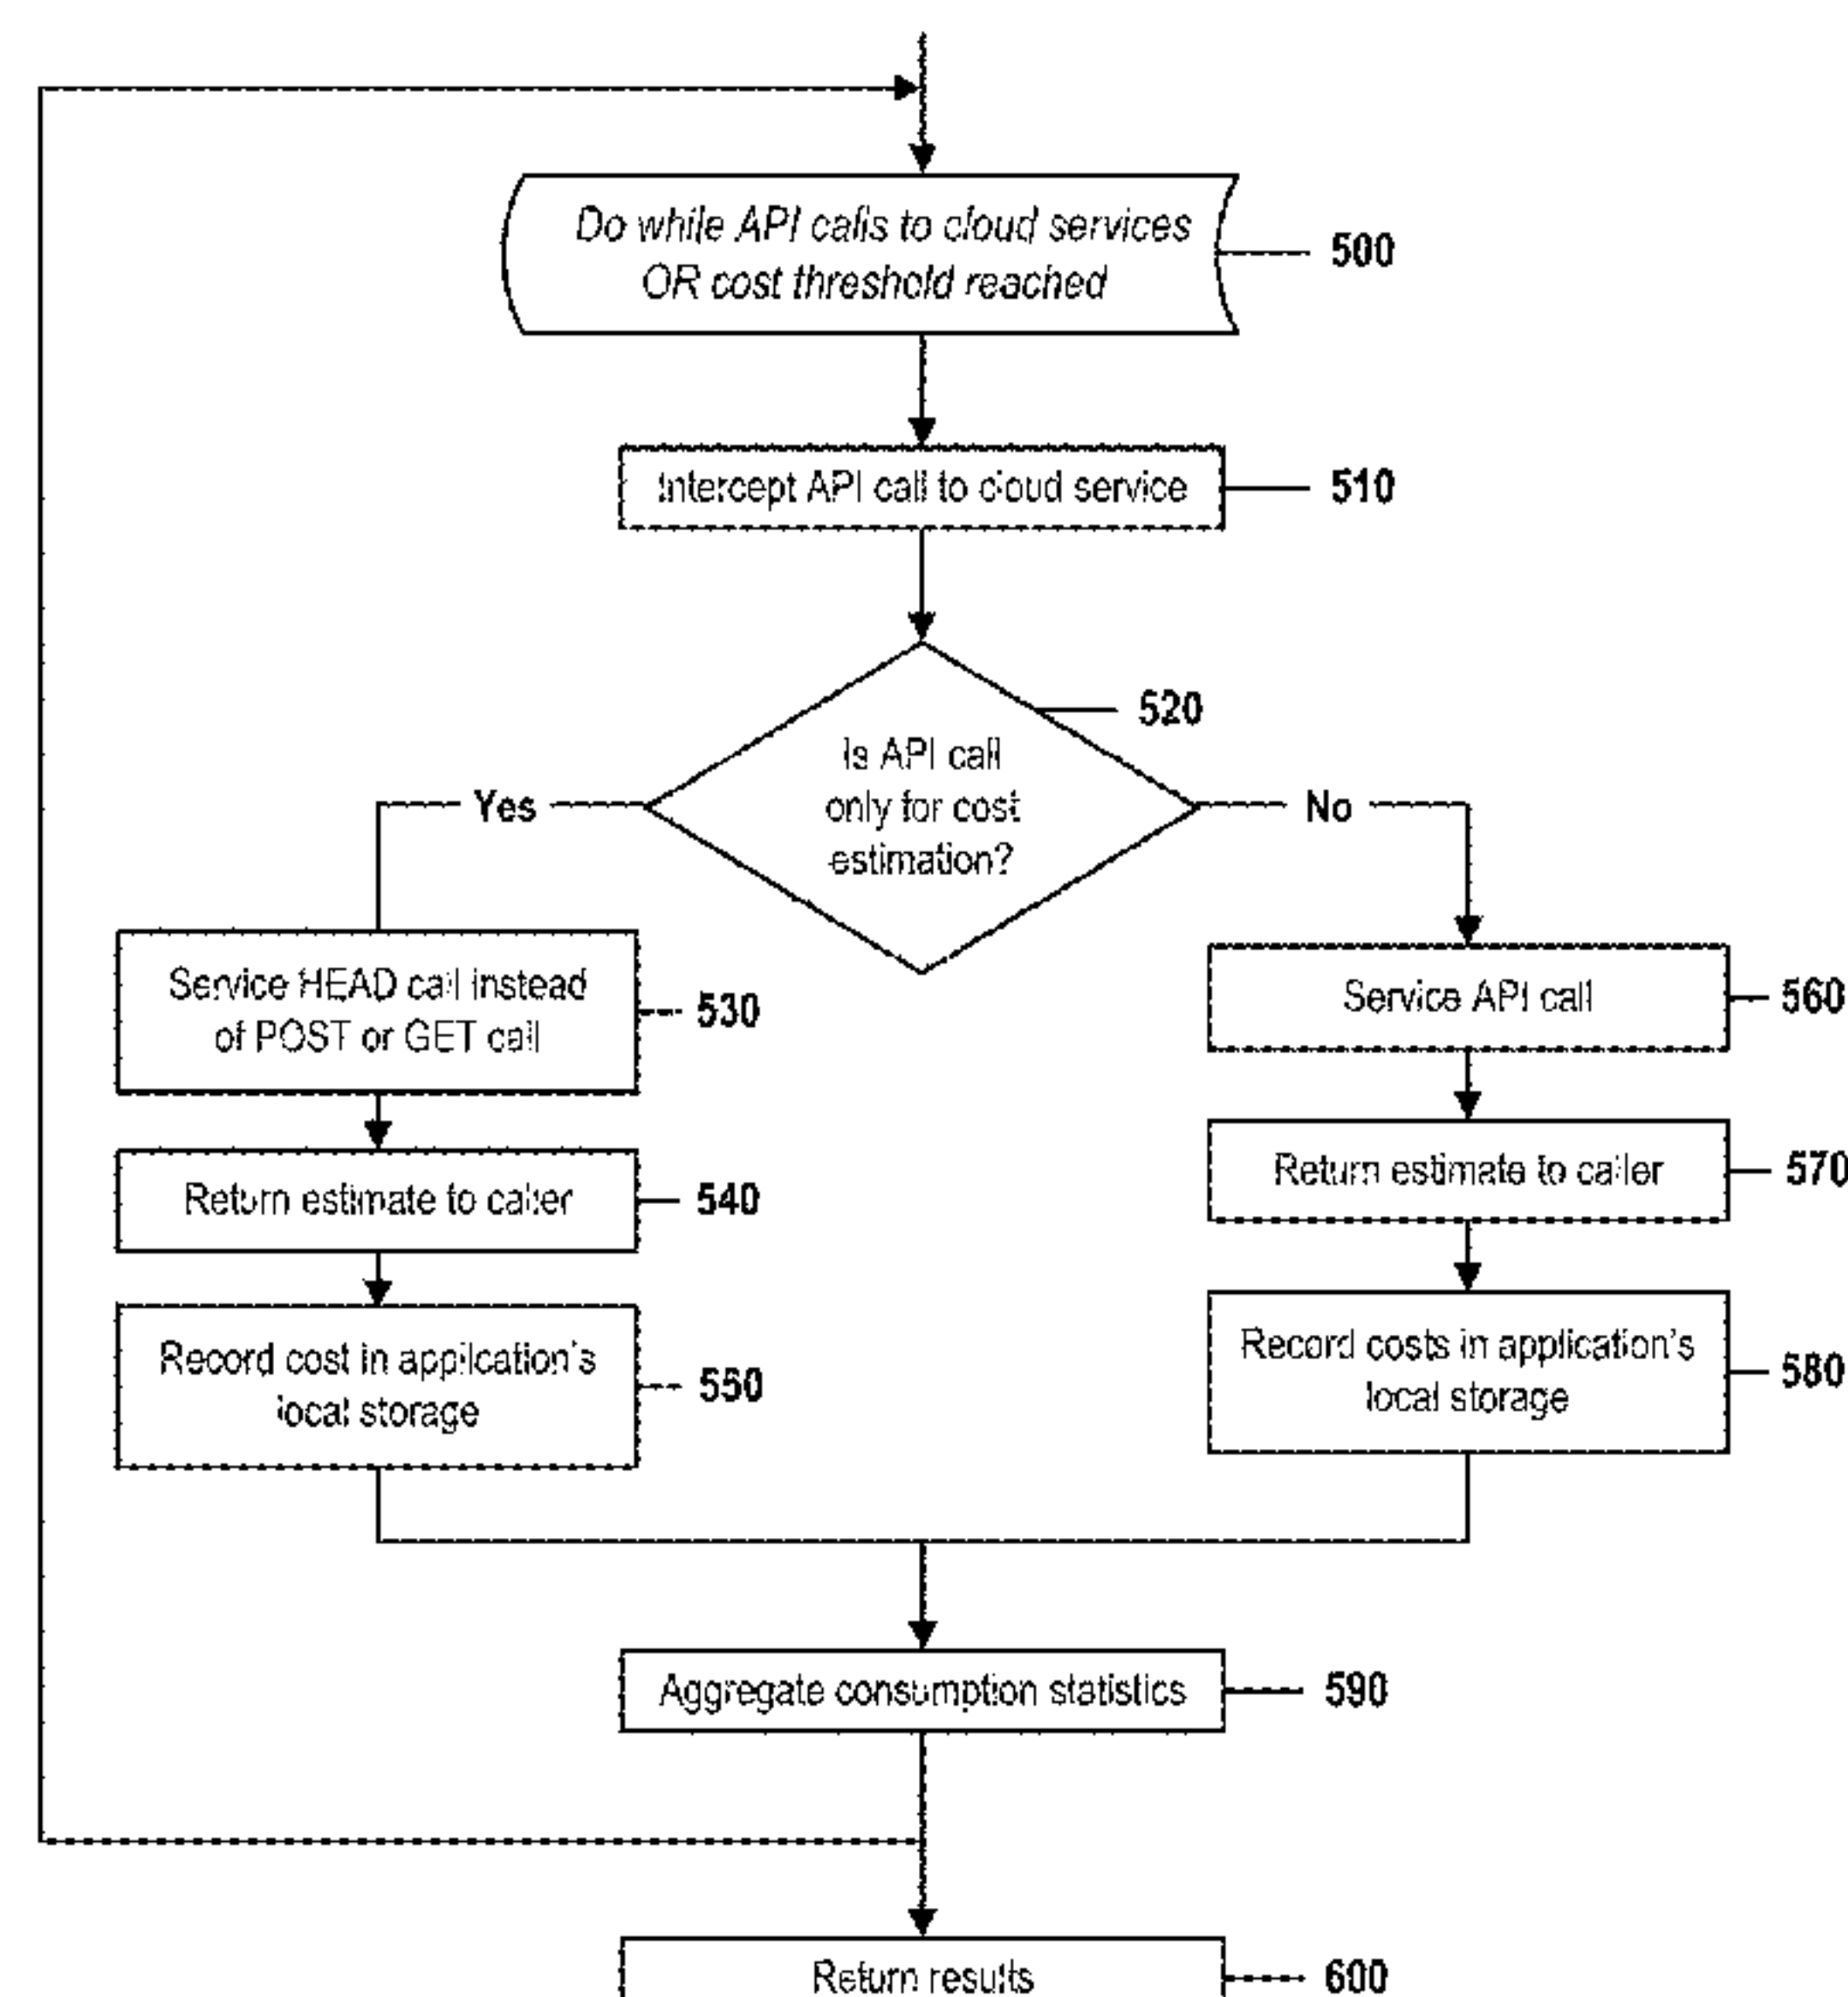 Do while API calls to cloud services
OR cost threshold reached
500
Intercept API call to cloud service
510
520
Is API call
only for cost
estimation?
Yes
No
Service HEAD call instead
of POST or GET call
530
Service API call
560
Return estimate to caller
540
Return estimate to caller
570
Record cost in application's
local storage
550
Record costs in application's
local storage
580
Aggregate consumption statistics
590
Return results
600